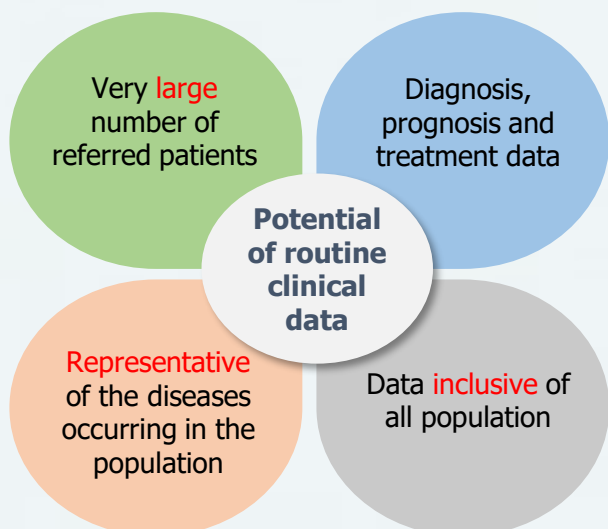 Very large
number of
referred patients
Diagnosis,
prognosis and
treatment data
Potential
of routine
clinical
data
Representative
of the diseases
occurring in the
population
Data inclusive of
all population